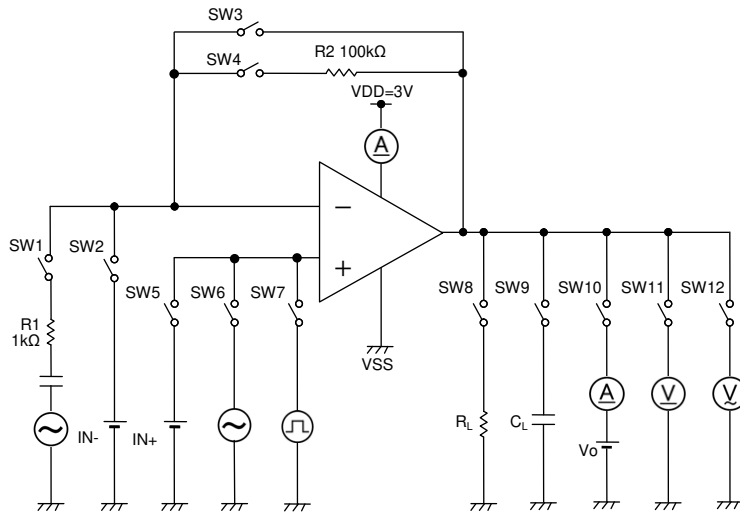 SW3
SW4
R2 100kΩ
VDD=3V
A
SW1
SW2
−
+
SW5
SW6
SW7
SW8
SW9
SW10
SW11
SW12
R1
1kΩ
VSS
IN-
IN+
RL
CL
A
V
V
Vo